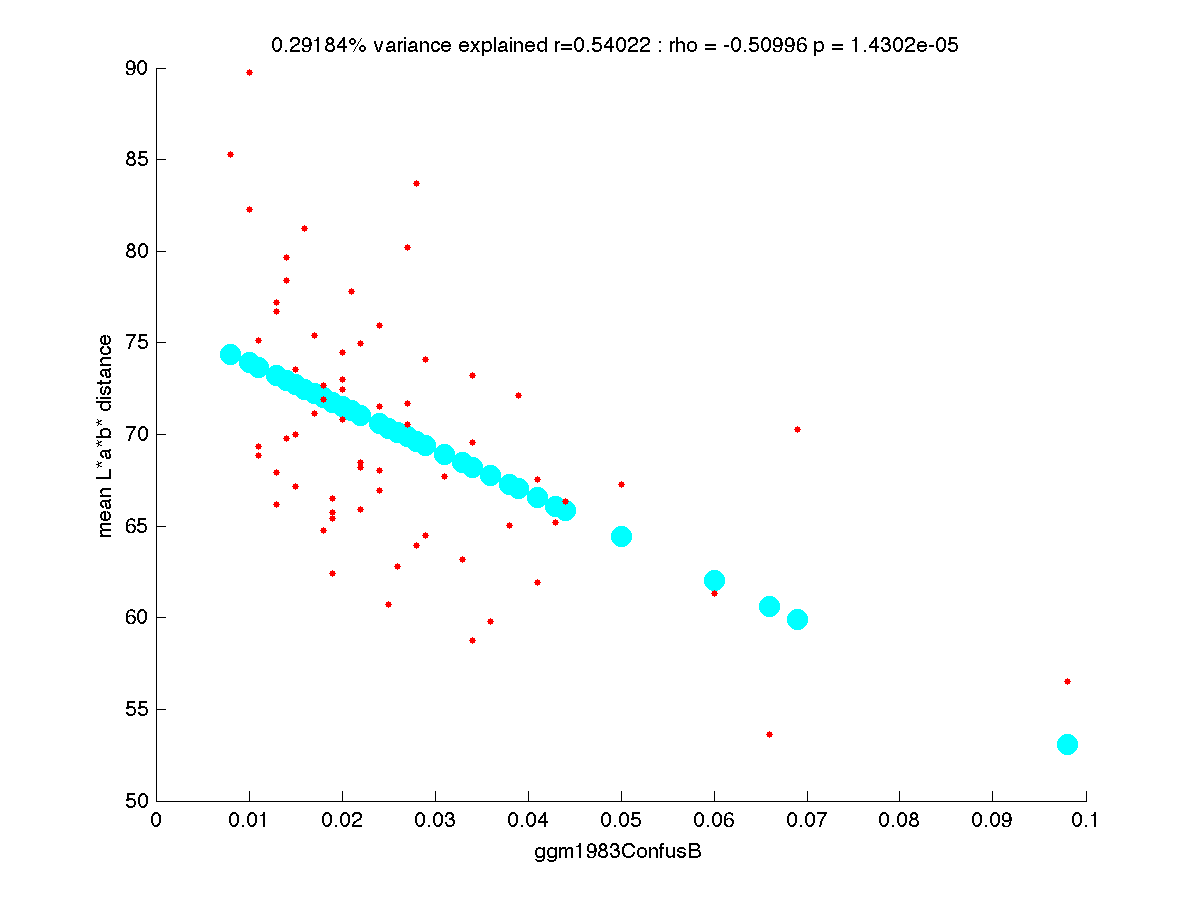 0.29184% variance explained r=0.54022 : rho = -0.50996 p = 1.4302e-05
90
85
80
75
70
65
60
55
50
mean L*a*b* distance
0 0.01 0.02 0.03 0.04 0.05 0.06 0.07 0.08 0.09 0.1
ggm1983ConfusB